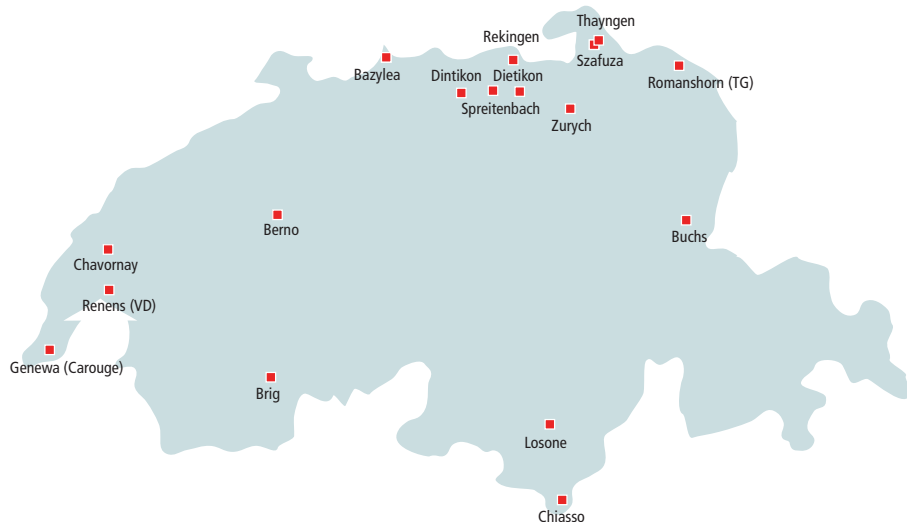 Thayngen
Rekingen
Szafuza
Bazylea
Dintikon
Dietikon
Romanshorn (TG)
Spreitenbach
Zurych
Berno
Buchs
Chavornay
Renens (VD)
Genewa (Carouge)
Brig
Losone
Chiasso